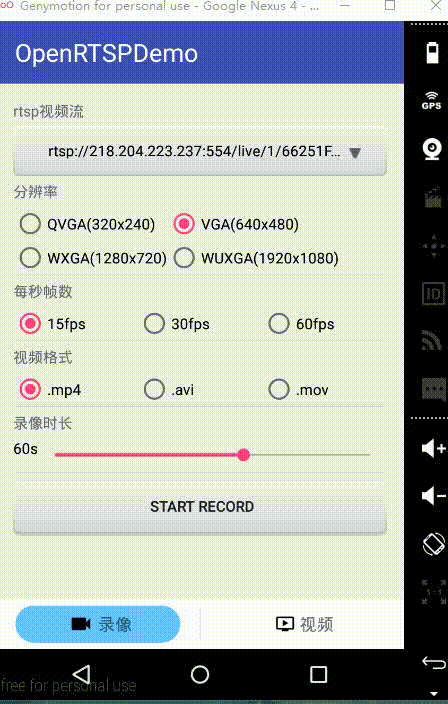 Genymotion for personal use - Google Nexus 4 - ...
OpenRTSPDemo
GPS
rtsp视频流
rtsp://218.204.223.237:554/live/1/66251F...
分辨率
QVGA(320x240) VGA(640x480)
WXGA(1280x720) WUXGA(1920x1080)
ID
每秒帧数
15fps 30fps 60fps
视频格式
.mp4 .avi .mov
录像时长
60s
START RECORD
1:1
录像 视频
free for personal use